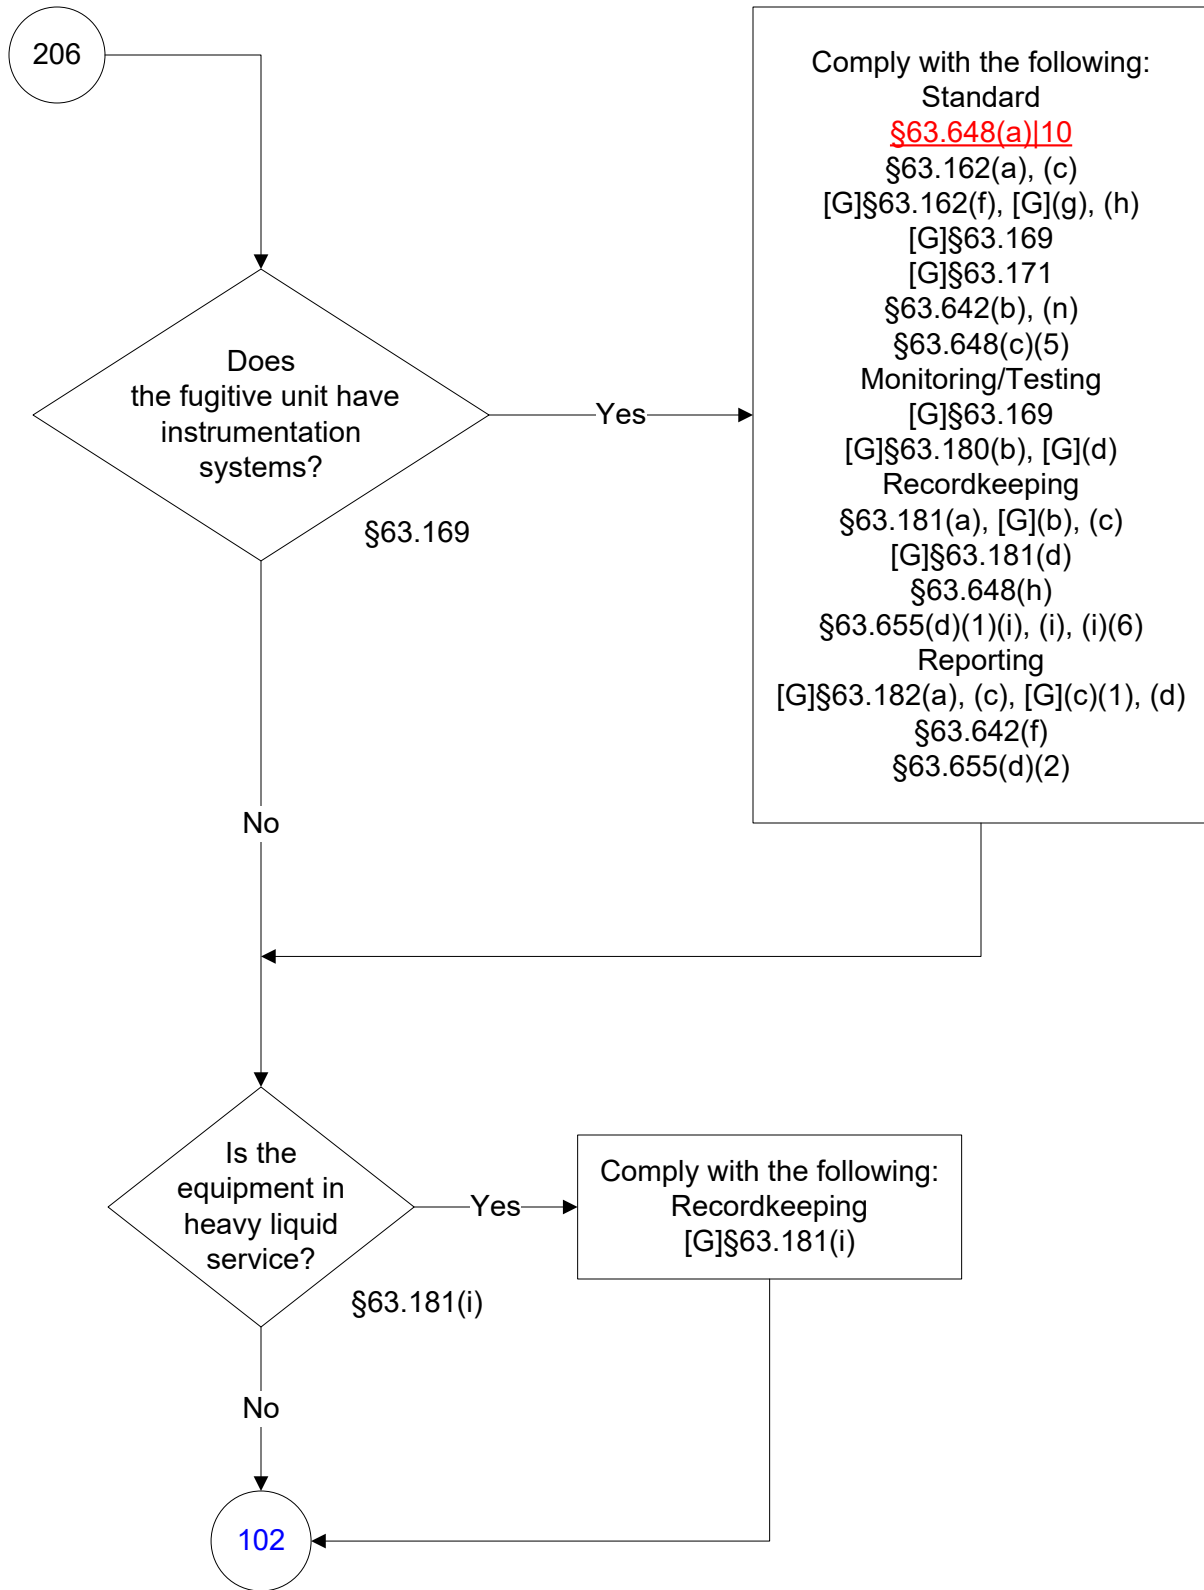 206
Comply with the following:
Standard
§63.648(a)|10
§63.162(a), (c)
[G]§63.162(f), [G](g), (h)
[G]§63.169
[G]§63.171
§63.642(b), (n)
§63.648(c)(5)
Monitoring/Testing
[G]§63.169
[G]§63.180(b), [G](d)
Recordkeeping
§63.181(a), [G](b), (c)
[G]§63.181(d)
§63.648(h)
§63.655(d)(1)(i), (i), (i)(6)
Reporting
[G]§63.182(a), (c), [G](c)(1), (d)
§63.642(f)
§63.655(d)(2)
Does
the fugitive unit have
instrumentation
systems?
Yes
§63.169
No
Is the
equipment in
heavy liquid
service?
Yes
Comply with the following:
Recordkeeping
[G]§63.181(i)
§63.181(i)
No
102